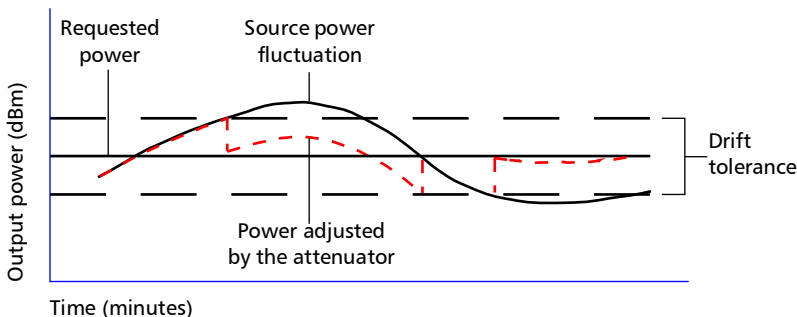 Requested
power
Source power
fluctuation
Output power (dBm)
Drift
tolerance
Power adjusted
by the attenuator
Time (minutes)